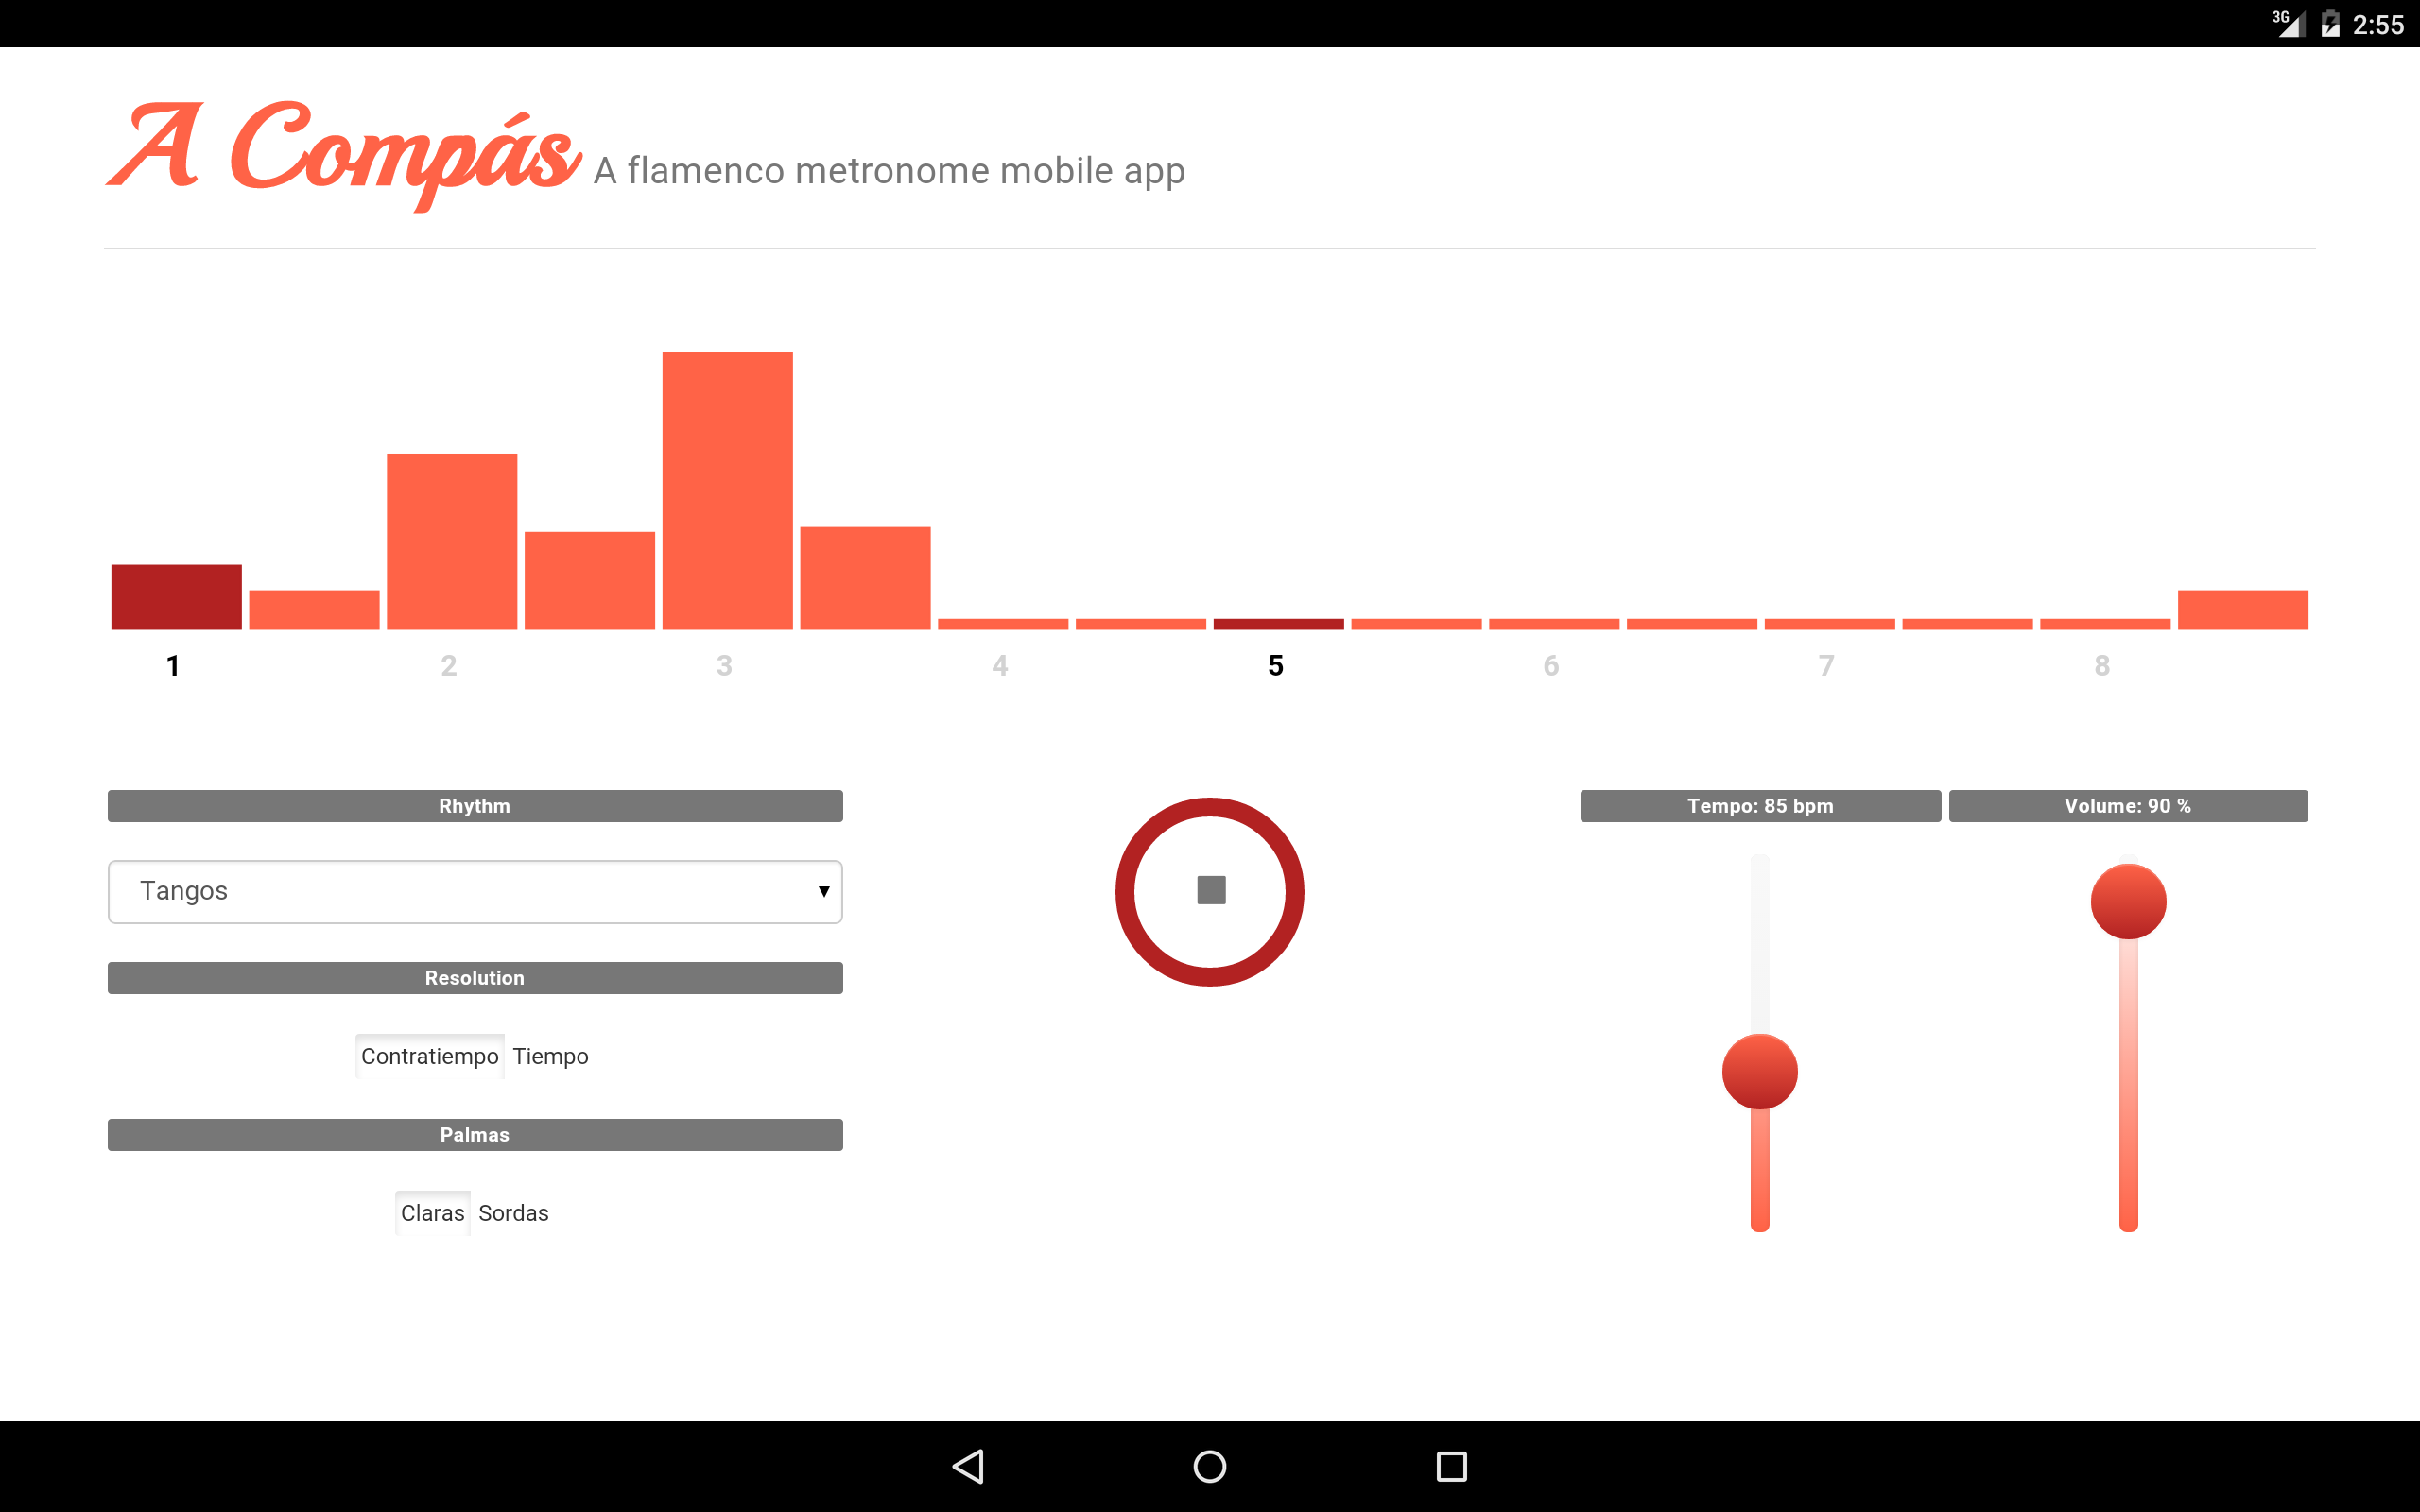 3G 2:55
A Compás A flamenco metronome mobile app
1 2 3 4 5 6 7 8
Rhythm
Tempo: 85 bpm
Volume: 90 %
Tangos
Resolution
Contratiempo Tiempo
Palmas
Claras Sordas